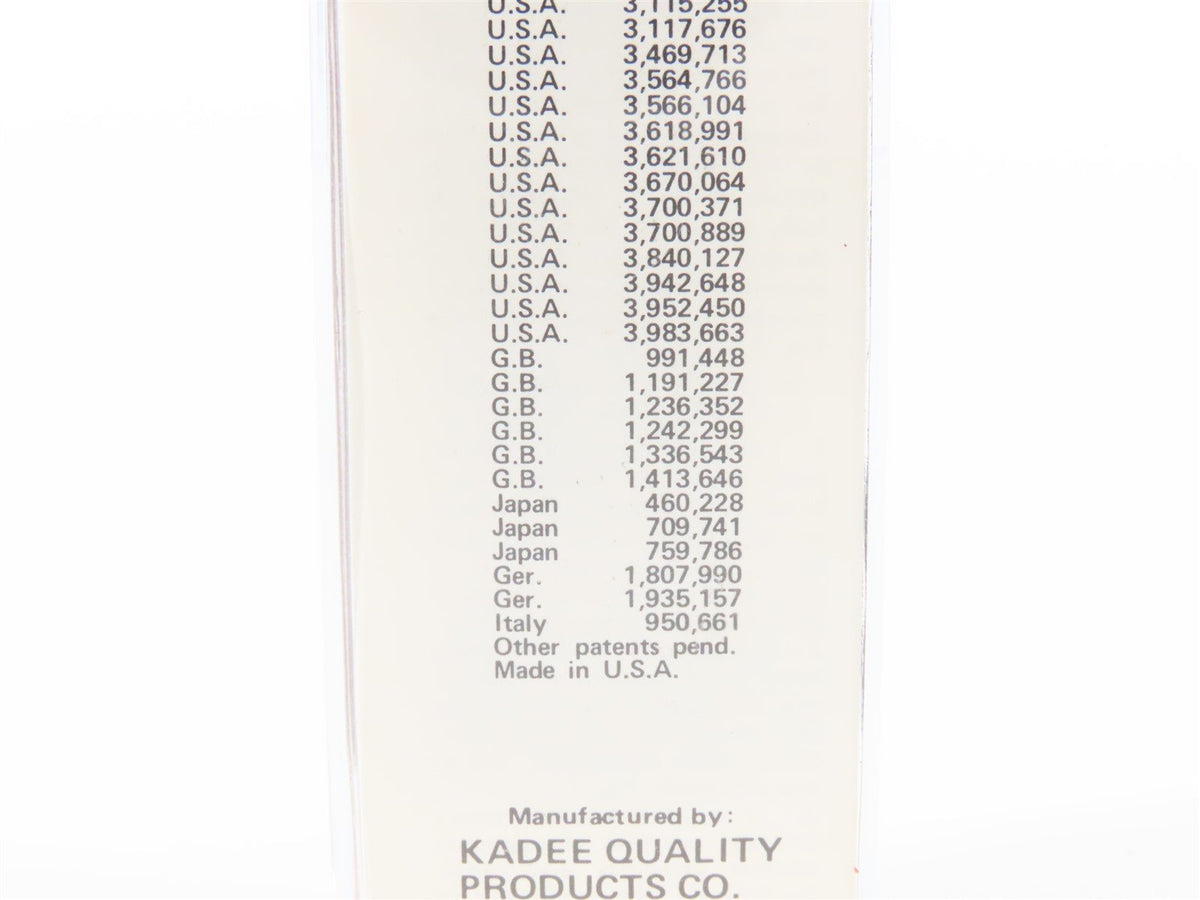 U.S.A. 3,115,255
U.S.A. 3,117,676
U.S.A. 3,469,713
U.S.A. 3,564,766
U.S.A. 3,566,104
U.S.A. 3,618,991
U.S.A. 3,621,610
U.S.A. 3,670,064
U.S.A. 3,700,371
U.S.A. 3,700,889
U.S.A. 3,840,127
U.S.A. 3,942,648
U.S.A. 3,952,450
U.S.A. 3,983,663
G.B. 991,448
G.B. 1,191,227
G.B. 1,236,352
G.B. 1,242,299
G.B. 1,336,543
G.B. 1,413,646
Japan 460,228
Japan 709,741
Japan 759,786
Ger. 1,807,990
Ger. 1,935,157
Italy 950,661
Other patents pend.
Made in U.S.A.
Manufactured by:
KADEE QUALITY
PRODUCTS CO.